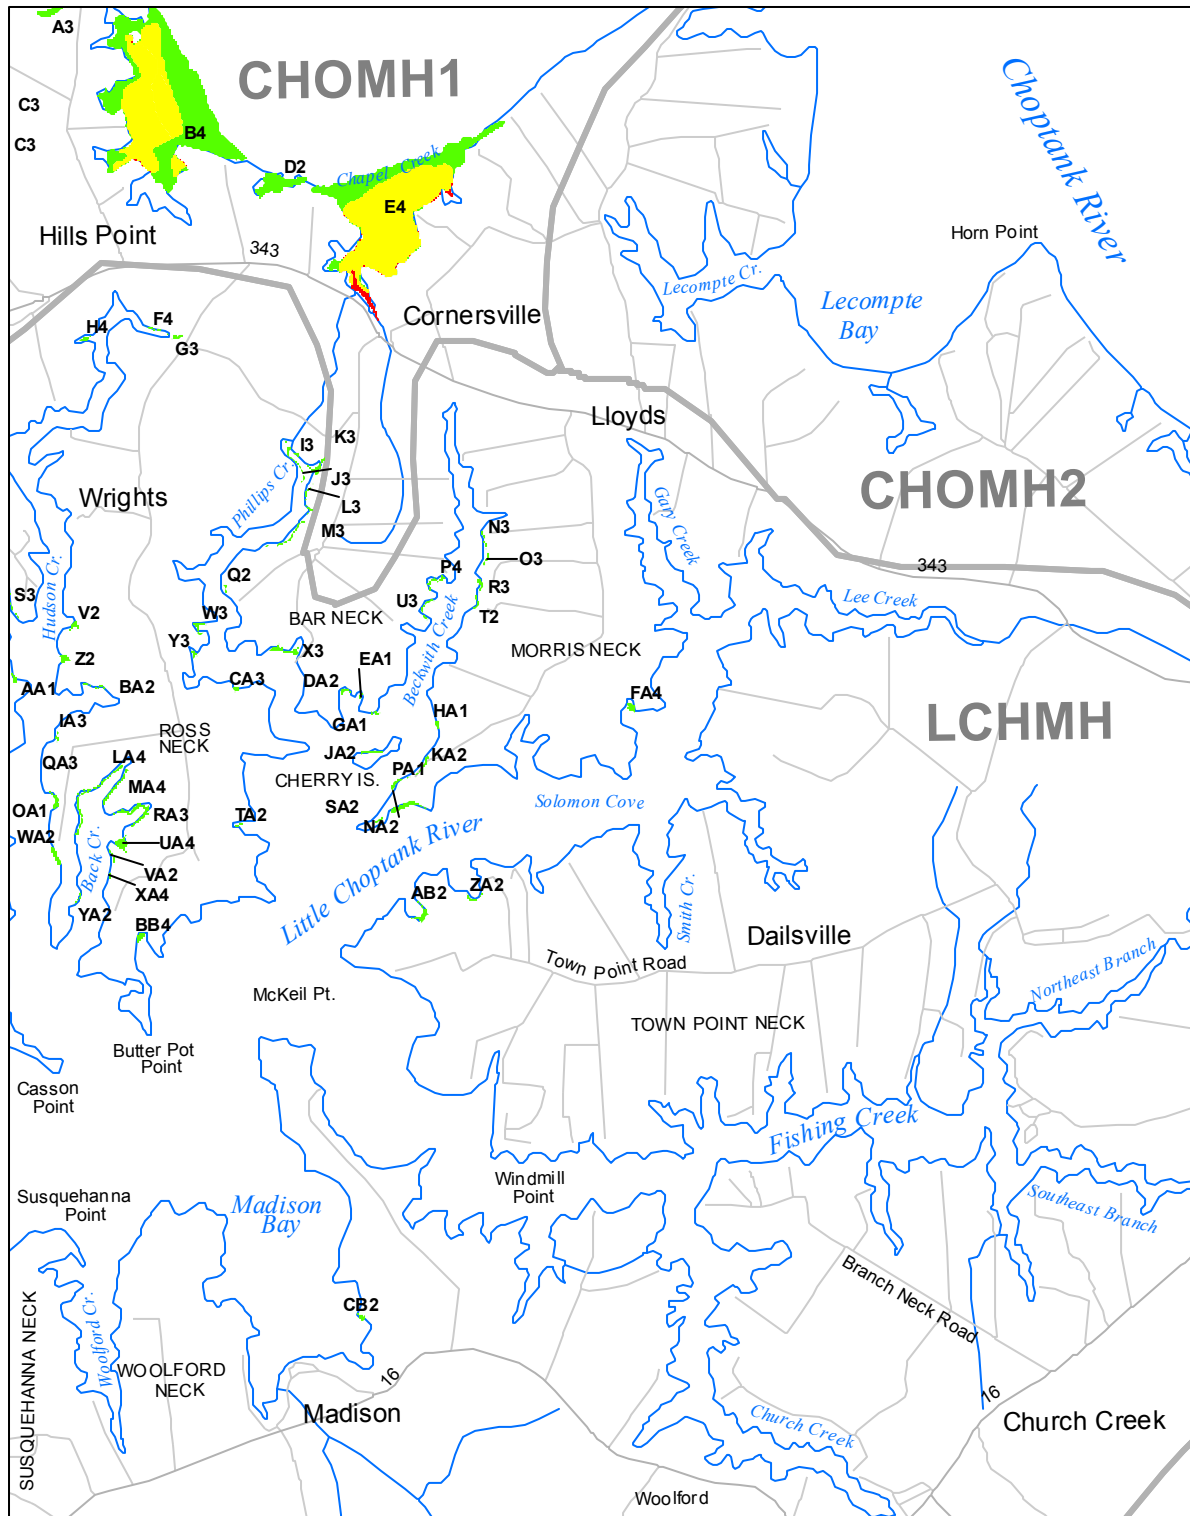 A3
CHOMH1
C3
B4
C3
D2
Chapel Creek
E4
Choptank
River
Hills Point
343
Horn Point
Lecompte Cr.
Lecompte
Bay
Cornersville
F4
H4
G3
Lloyds
I3
K3
J3
Phillips Cr.
L3
M3
Wrights
CHOMH2
Gary Creek
N3
O3
343
P4
R3
Q2
U3
T2
Lee Creek
S3
Hudson Cr.
V2
W3
BAR NECK
Y3
X3
EA1
Beckwith Creek
MORRIS NECK
Z2
AA1
BA2
CA3
DA2
FA4
GA1
HA1
LCHMH
IA3
ROSS
NECK
QA3
LA4
JA2
KA2
CHERRY IS.
PA1
MA4
OA1
RA3
TA2
SA2
NA2
Solomon Cove
WA2
UA4
Back Cr.
VA2
XA4
YA2
BB4
Little Choptank River
AB2
ZA2
Smith Cr.
Dailsville
Town Point Road
Northeast Branch
McKeil Pt.
TOWN POINT NECK
Butter Pot
Point
Casson
Point
Fishing Creek
Windmill
Point
Susquehanna
Point
Madison
Bay
Southeast Branch
Branch Neck Road
CB2
Woolford Cr.
SUSQUEHANNA NECK
WOOLFORD
NECK
16
Madison
16
Church Creek
Church Creek
Woolford